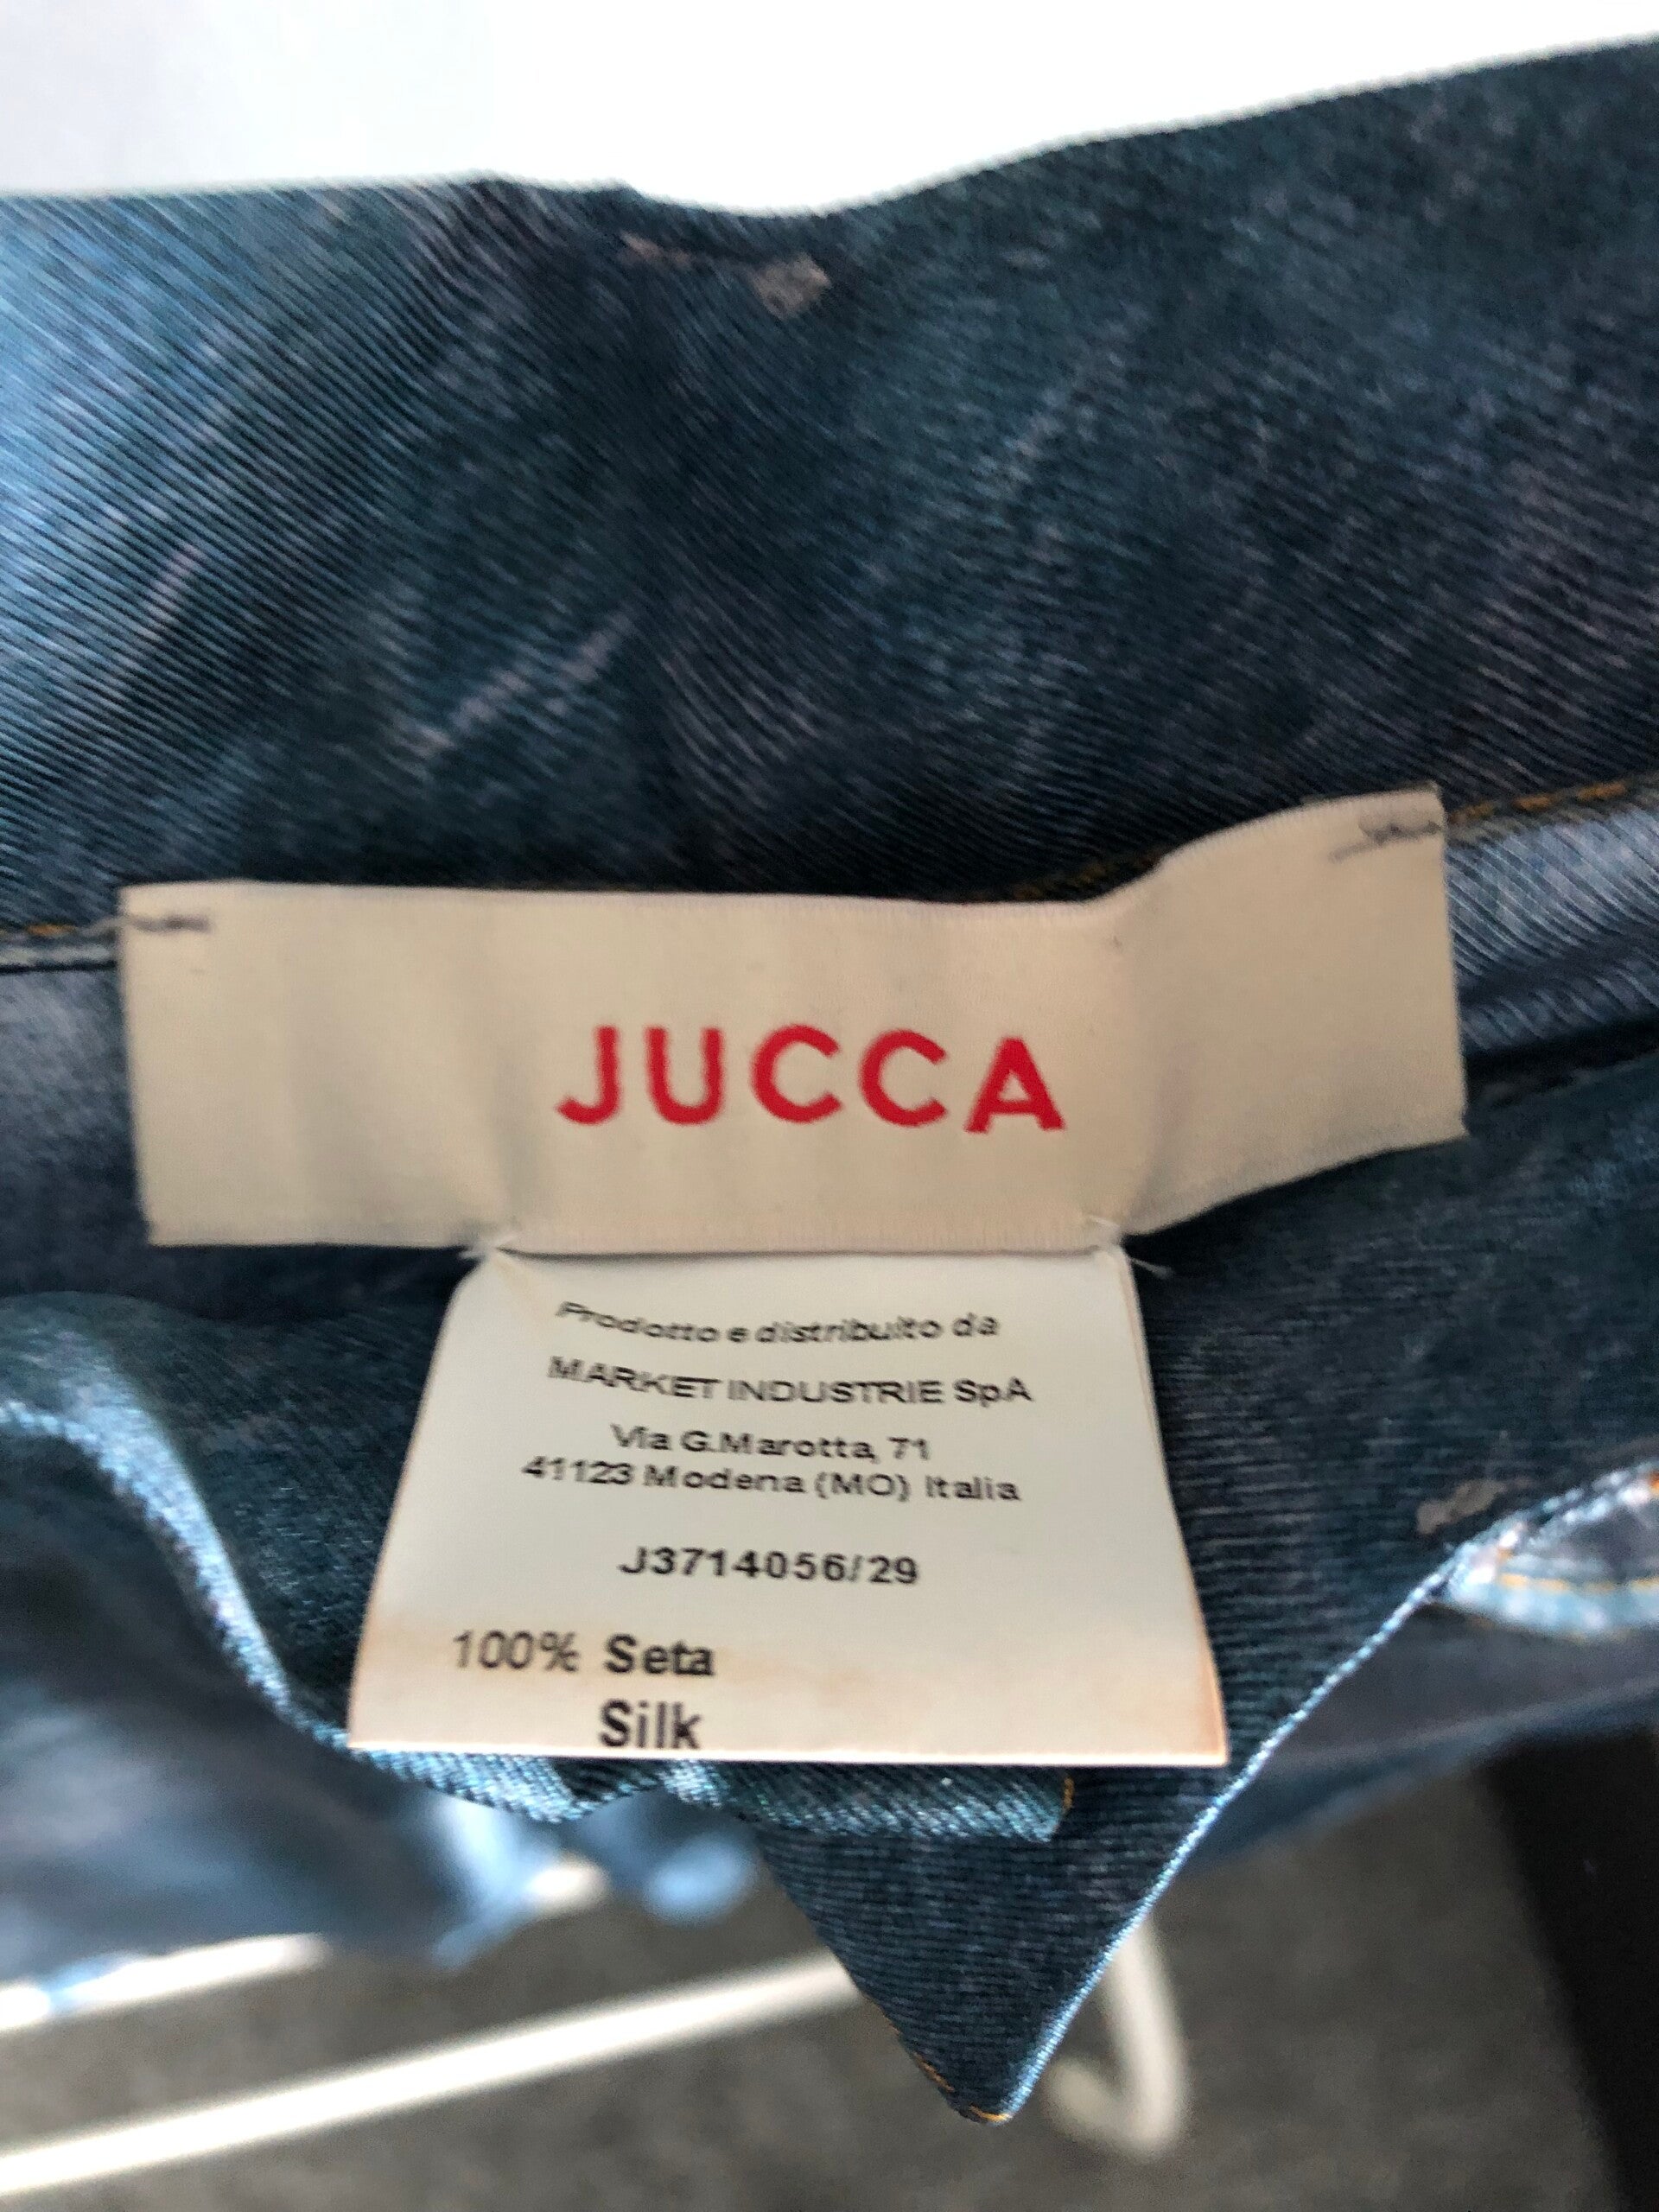 JUCCA
Prodotto e distribuito da
MARKET INDUSTRIE SpA
Via G.Marotta, 71
41123 Modena (MO) Italia
J3714056/29
100% Seta
Silk